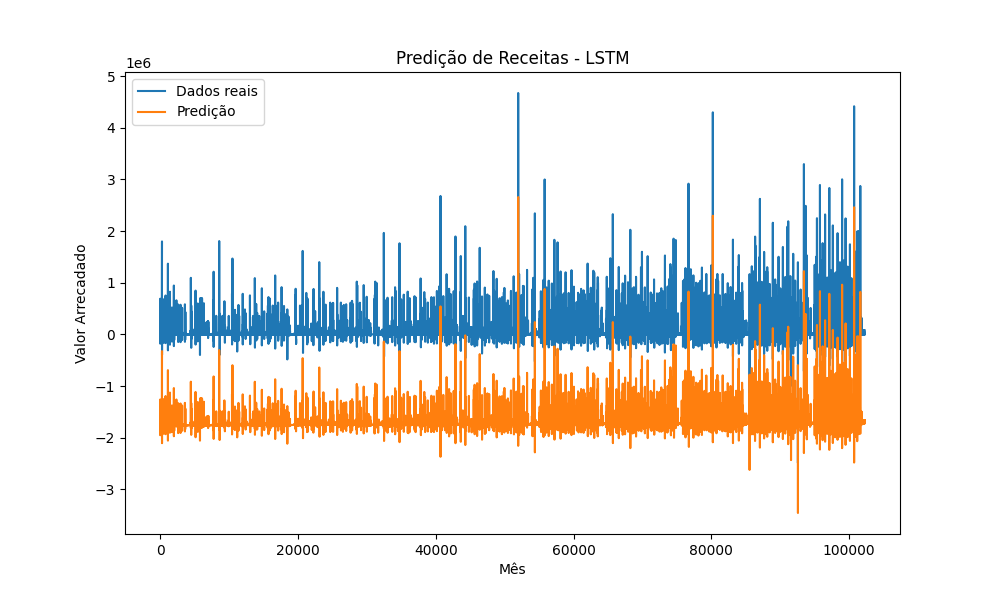 Predição de Receitas - LSTM
1e6
Dados reais
Predição
5
4
3
2
1
0
−1
−2
−3
Valor Arrecadado
0 20000 40000 60000 80000 100000
Mês